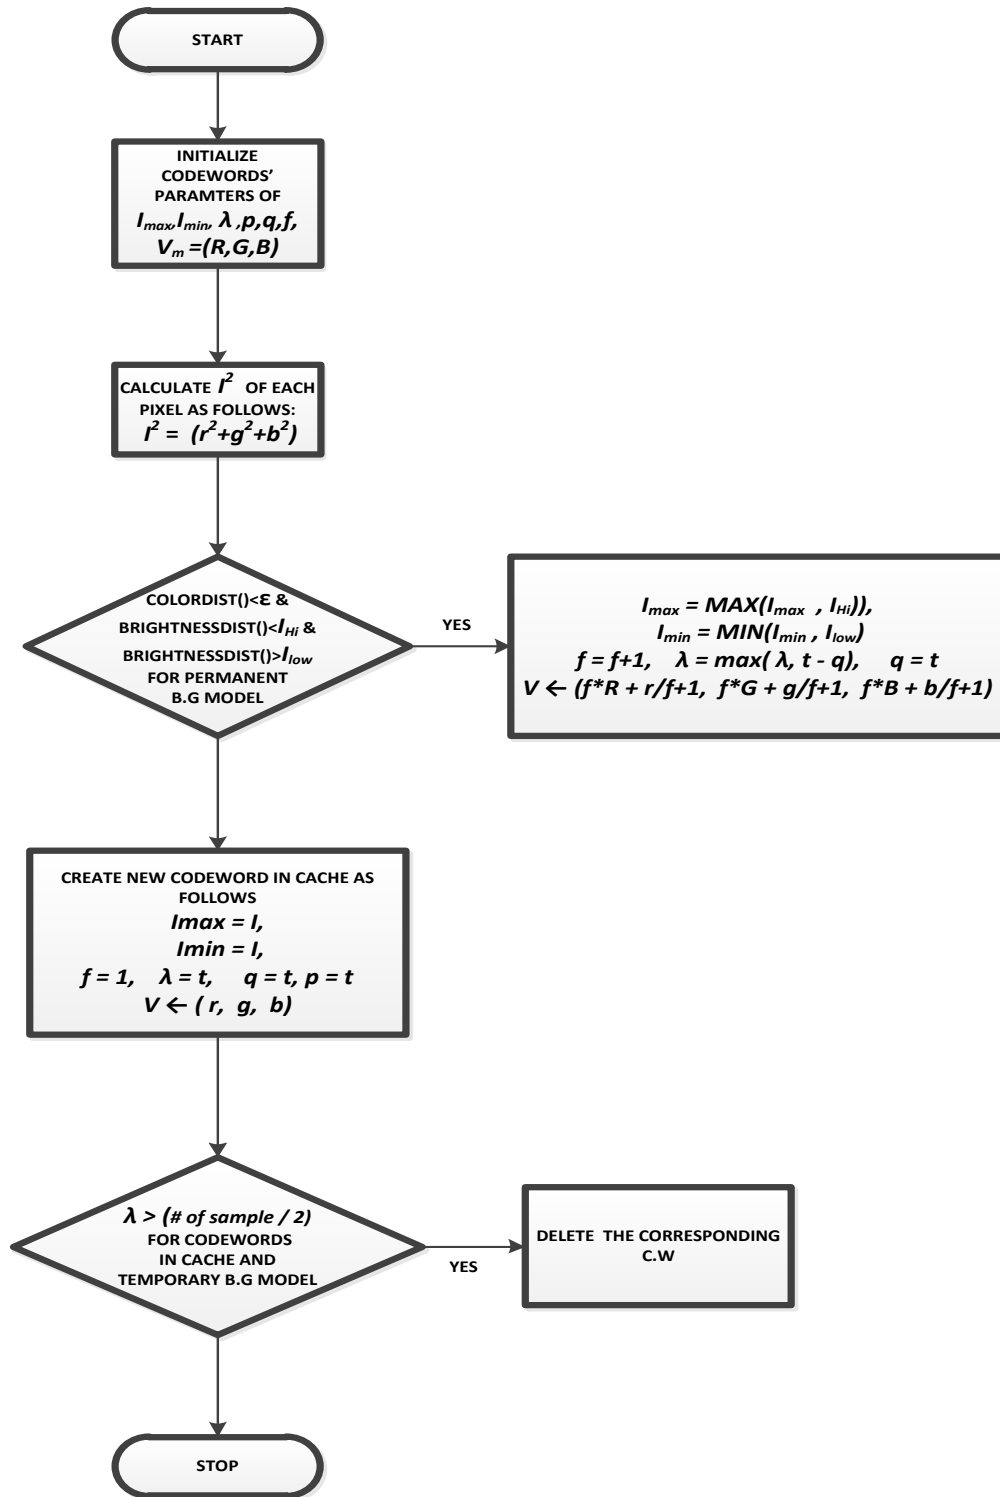 START
INITIALIZE
CODEWORDS'
PARAMTERS OF
Imax,Imin, λ ,p,q,f,
Vm =(R,G,B)
CALCULATE I² OF EACH
PIXEL AS FOLLOWS:
I² = (r²+g²+b²)
COLORDIST()<ε &
BRIGHTNESSDIST()<IHi &
BRIGHTNESSDIST()>Ilow
FOR PERMANENT
B.G MODEL
YES
Imax = MAX(Imax , IHi)),
Imin = MIN(Imin , Ilow)
f = f+1, λ = max( λ, t - q), q = t
V ← (f*R + r/f+1, f*G + g/f+1, f*B + b/f+1)
CREATE NEW CODEWORD IN CACHE AS
FOLLOWS
Imax = I,
Imin = I,
f = 1, λ = t, q = t, p = t
V ← ( r, g, b)
λ > (# of sample / 2)
FOR CODEWORDS
IN CACHE AND
TEMPORARY B.G MODEL
YES
DELETE THE CORRESPONDING
C.W
STOP